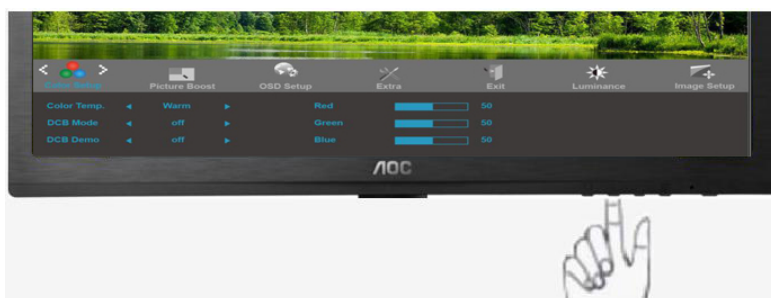 Color Setup Picture Boost OSD Setup Extra Exit Luminance Image Setup
Color Temp. Warm Red 50
DCB Mode off Green 50
DCB Demo off Blue 50
AOC